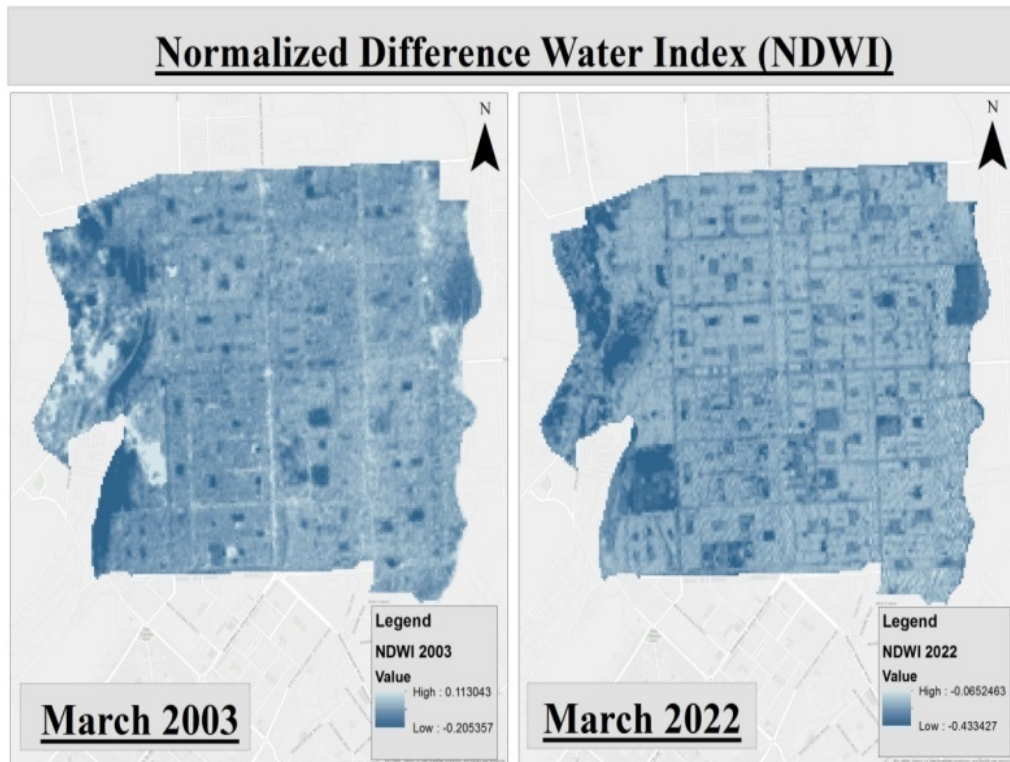 Normalized Difference Water Index (NDWI)
N
Legend
NDWI 2003
Value
High : 0.113043
Low : -0.205357
March 2003
N
Legend
NDWI 2022
Value
High : -0.0652463
Low : -0.433427
March 2022